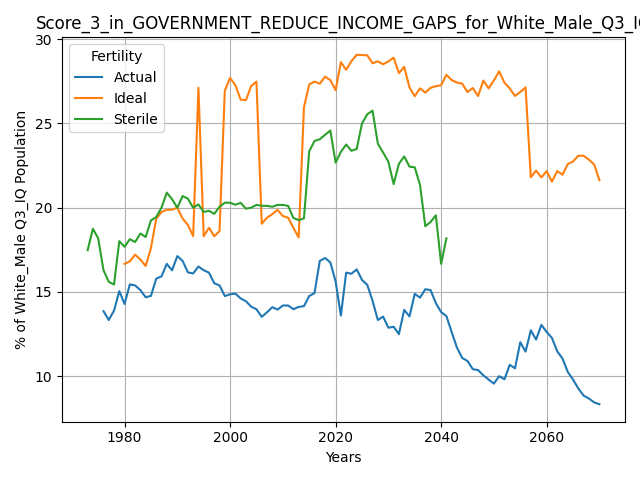 Score_3_in_GOVERNMENT_REDUCE_INCOME_GAPS_for_White_Male_Q3_IQ
Fertility
Actual
Ideal
Sterile
% of White_Male Q3_IQ Population
30
25
20
15
10
1980
2000
2020
2040
2060
Years